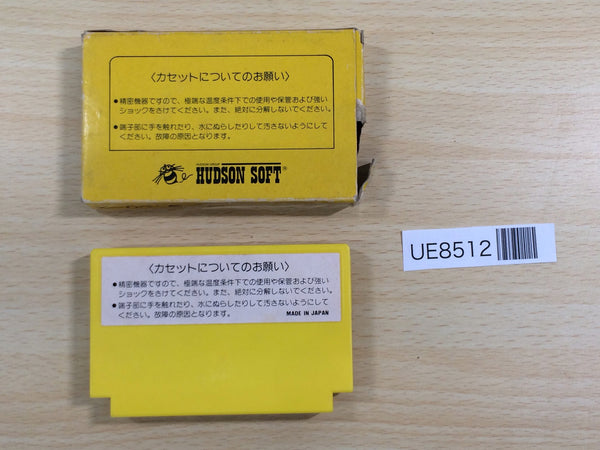 〈カセットについてのお願い〉
●精密機器ですので、極端な温度条件下での使用や保管および強い
ショックをさけてください。また、絶対に分解しないでください。
●端子部に手を触れたり、水にぬらしたりして汚さないようにして
ください。故障の原因となります。
HUDSON SOFT®
UE8512
〈カセットについてのお願い〉
●精密機器ですので、極端な温度条件下での使用や保管および強い
ショックをさけてください。また、絶対に分解しないでください。
●端子部に手を触れたり、水にぬらしたりして汚さないようにして
ください。故障の原因となります。
MADE IN JAPAN